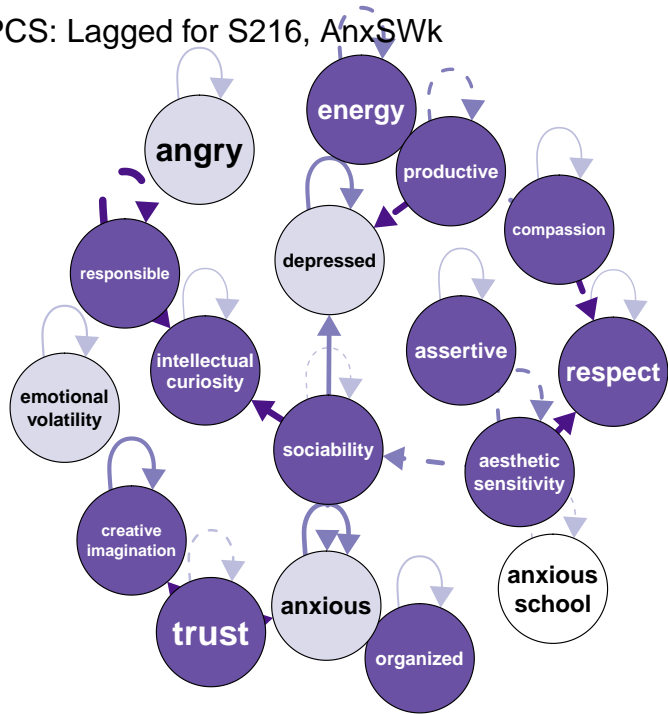 PCS: Lagged for S216, AnxSWk
energy
angry
productive
compassion
depressed
responsible
assertive
intellectual
curiosity
respect
emotional
volatility
sociability
aesthetic
sensitivity
creative
imagination
anxious
school
anxious
trust
organized